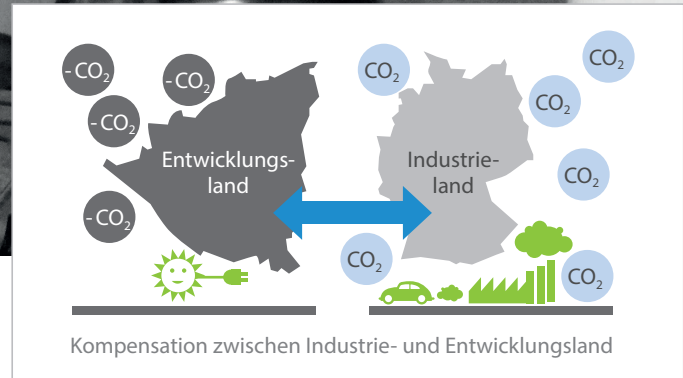 - CO₂
- CO₂
- CO₂
- CO₂
Entwicklungs-
land
CO₂
CO₂
CO₂
CO₂
CO₂
CO₂
Industrie-
land
Kompensation zwischen Industrie- und Entwicklungsland